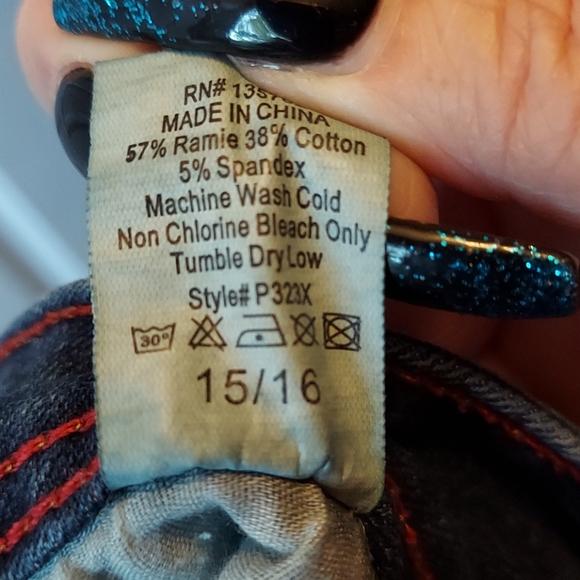 RN#
MADE IN CHINA
57% Ramie 38% Cotton
5% Spandex
Machine Wash Cold
Non Chlorine Bleach Only
Tumble Dry Low
Style# P323X
30°
15/16